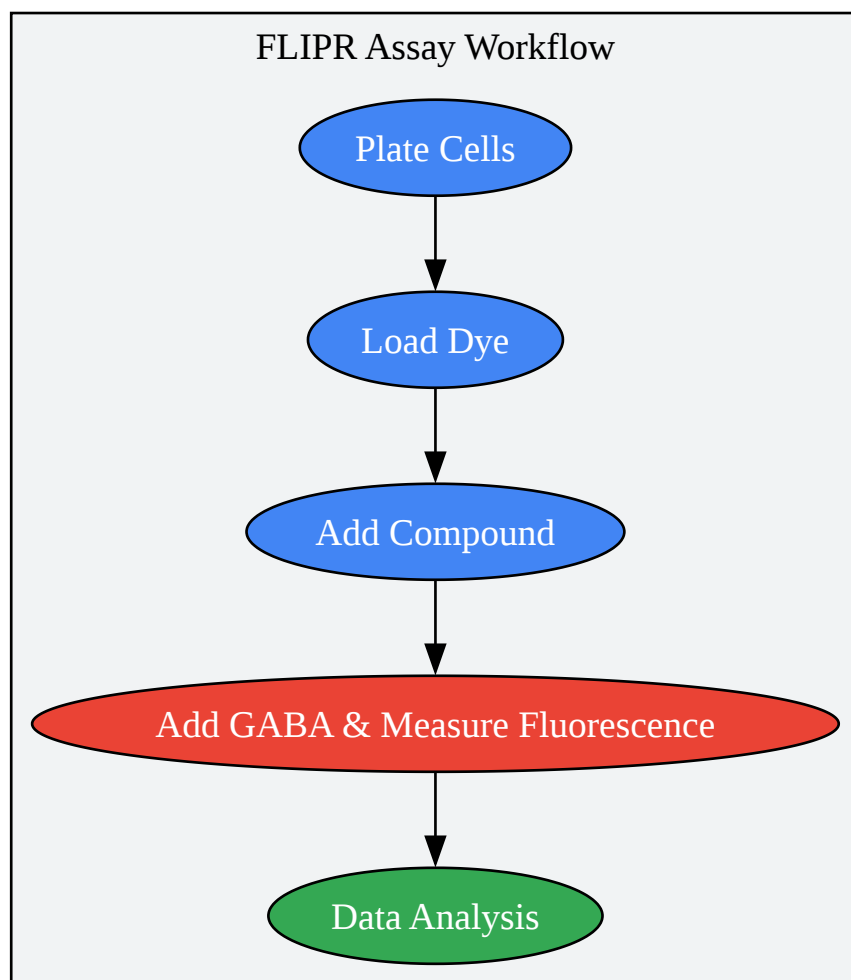 FLIPR Assay Workflow
Plate Cells
Load Dye
Add Compound
Add GABA & Measure Fluorescence
Data Analysis